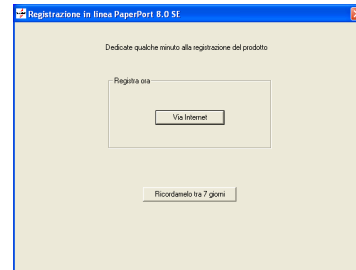 Registrazione in linea PaperPort 8.0 SE
Dedicate qualche minuto alla registrazione del prodotto
Registra ora
Via Internet
Ricordamelo tra 7 giorni